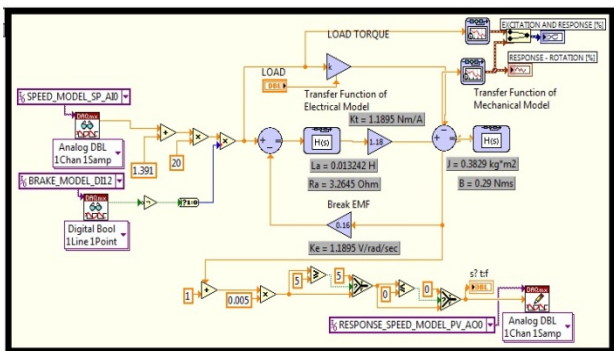 EXCITATION AND RESPONSE [%]
LOAD TORQUE
RESPONSE - ROTATION [%]
LOAD
DBL
k
Transfer Function of
Electrical Model
Transfer Function of
Mechanical Model
SPEED_MODEL_SP_AI0
Kt = 1.1895 Nm/A
DAQmx
Analog DBL
1Chan 1Samp
1.391
20
H(s)
1.18
H(s)
La = 0.013242 H
Ra = 3.2645 Ohm
J = 0.3829 kg*m2
B = 0.29 Nms
BRAKE_MODEL_DI12
DAQmx
?1:0
Digital Bool
1Line 1Point
Break EMF
0.16
Ke = 1.1895 V/rad/sec
1
0.005
5
5
0
0
s? t:f
DBL
DAQmx
RESPONSE_SPEED_MODEL_PV_AO0
Analog DBL
1Chan 1Samp